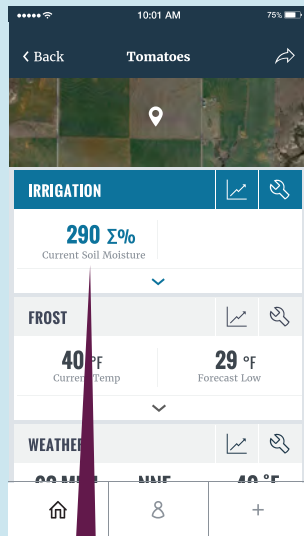 10:01 AM 75%
Back Tomatoes
IRRIGATION
290 Σ%
Current Soil Moisture
FROST
40 °F 29 °F
Current Temp Forecast Low
WEATHER